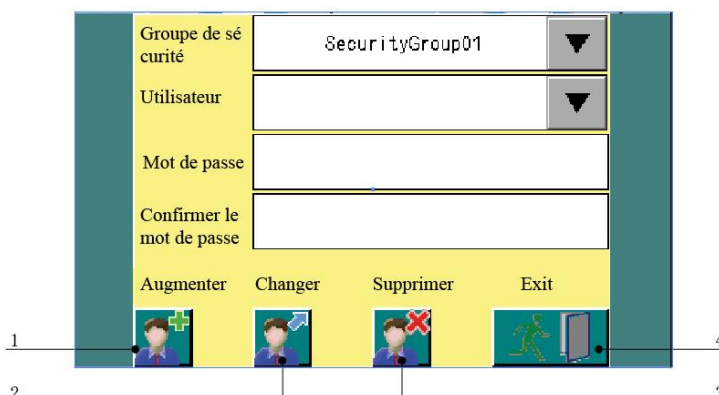 Groupe de sé
curité
SecurityGroup01
Utilisateur
Mot de passe
Confirmer le
mot de passe
Augmenter Changer Supprimer Exit
1 4
2 3